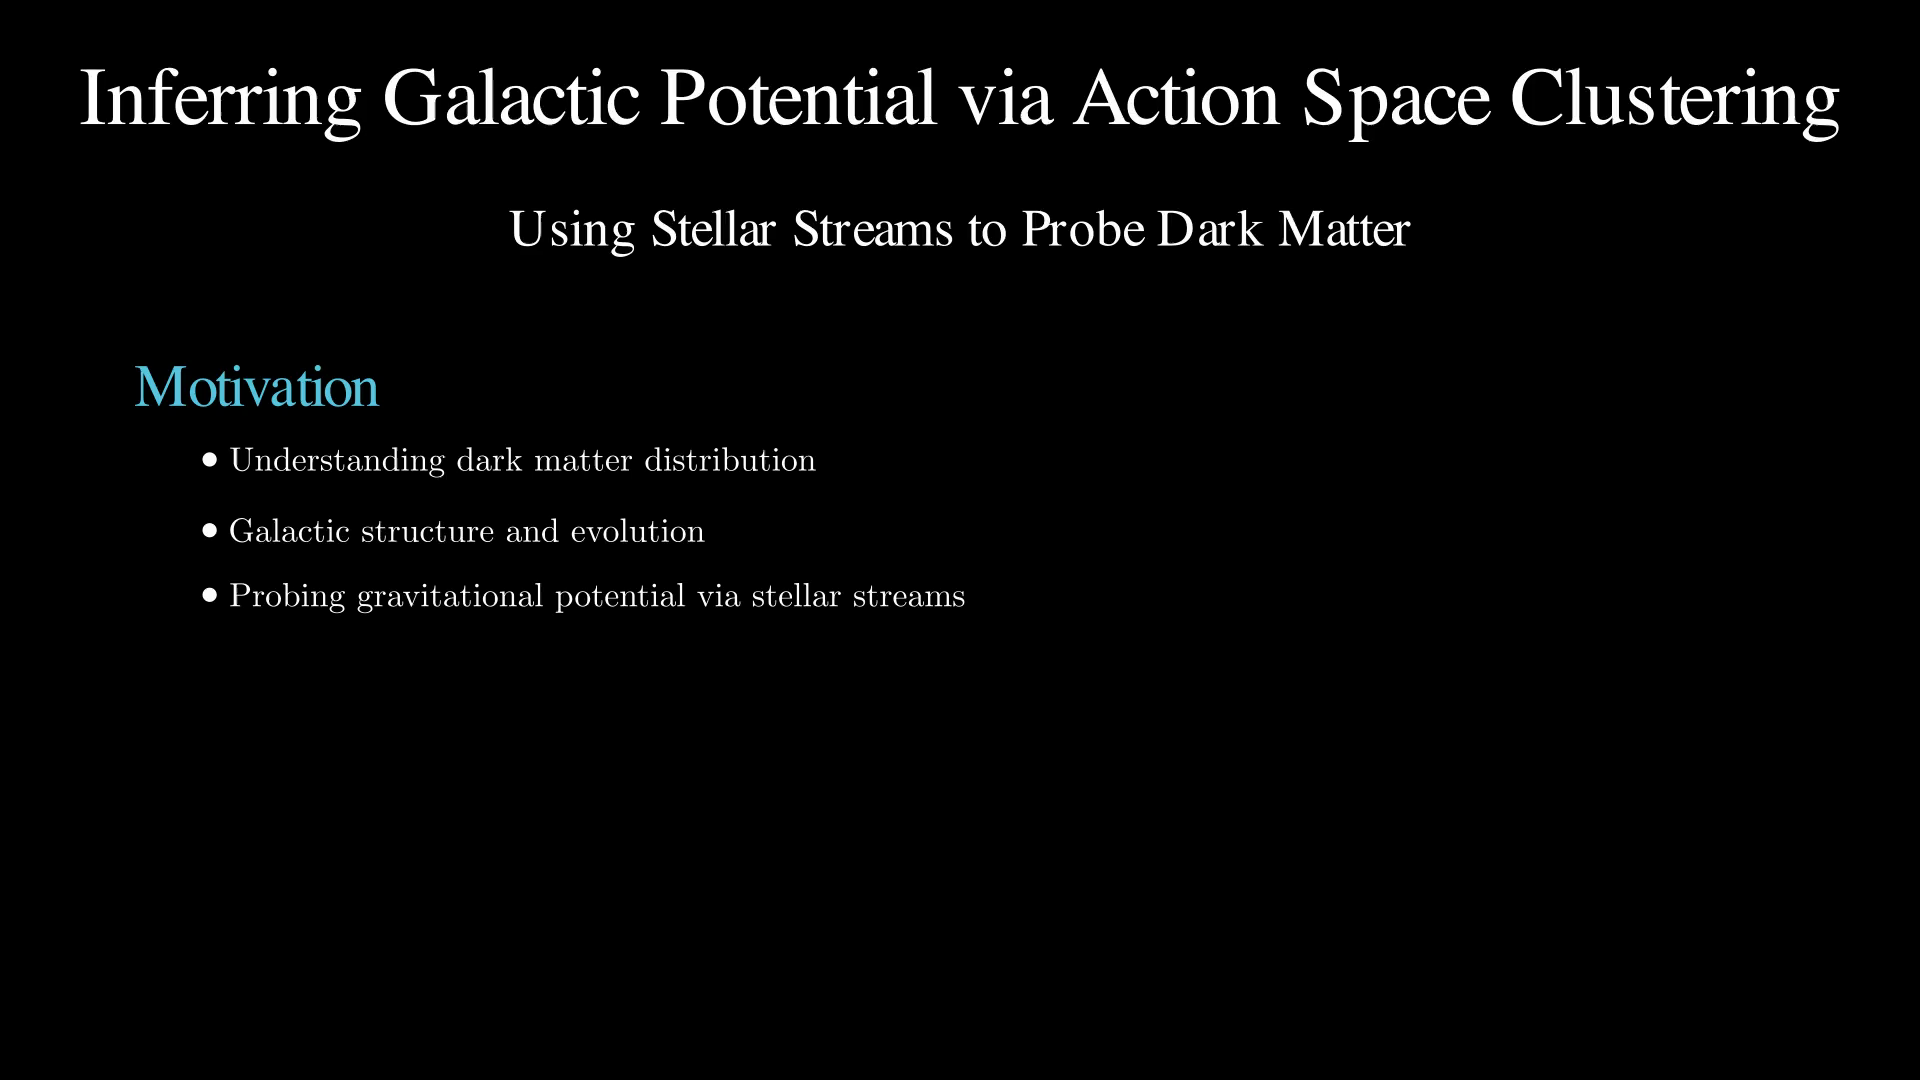 Inferring Galactic Potential via Action Space Clustering
Using Stellar Streams to Probe Dark Matter
Motivation
• Understanding dark matter distribution
• Galactic structure and evolution
• Probing gravitational potential via stellar streams